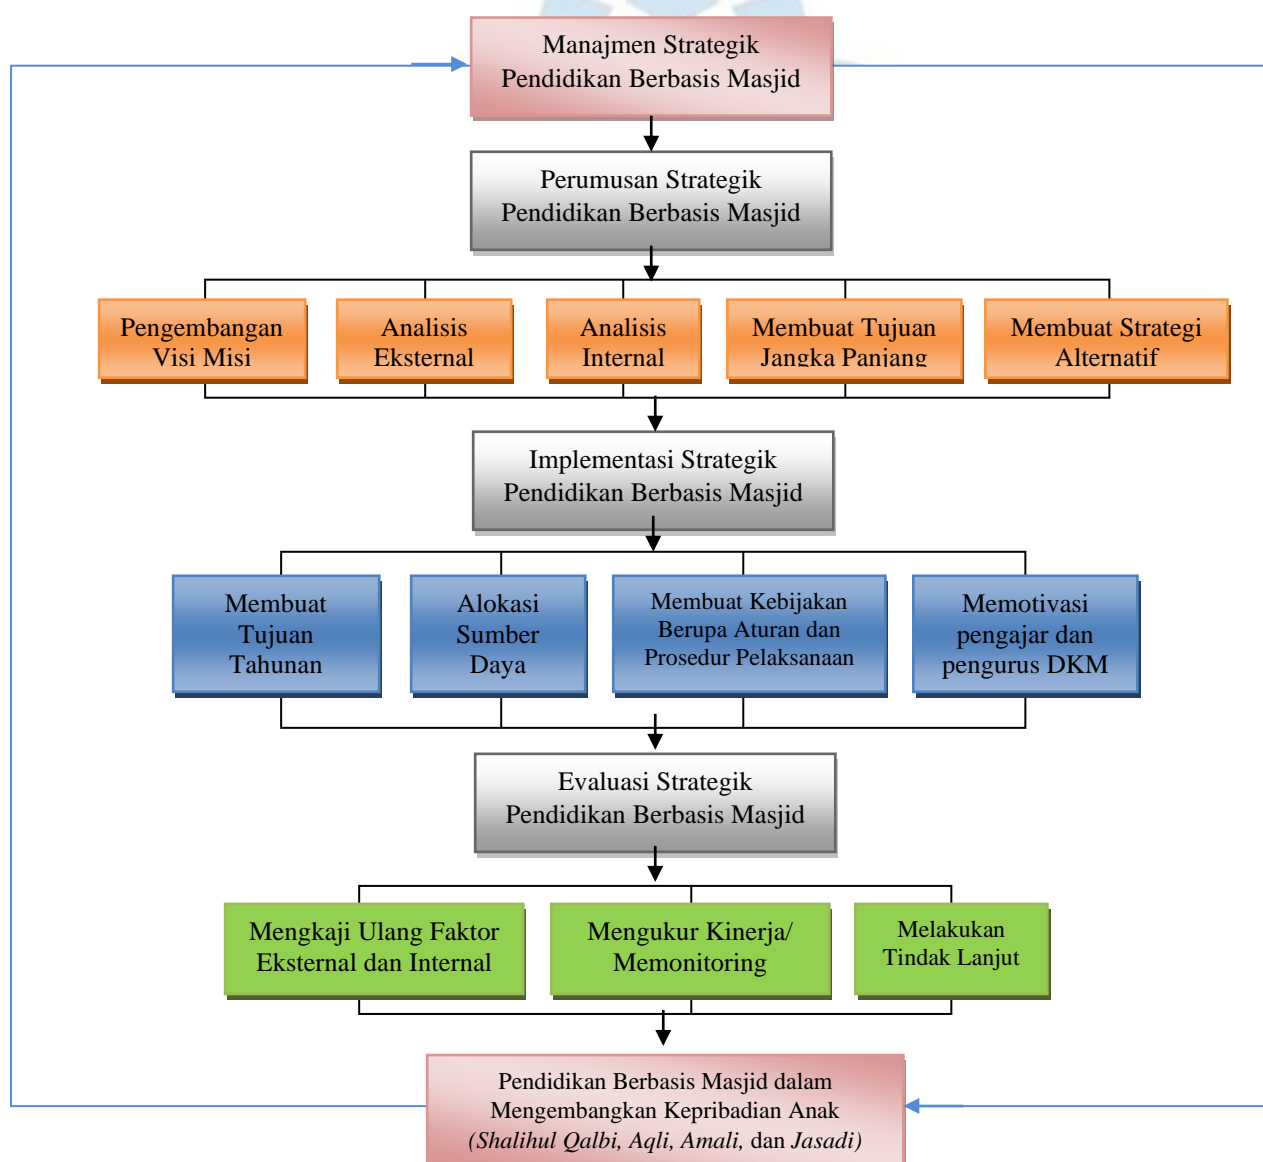 Manajmen Strategik
Pendidikan Berbasis Masjid
Perumusan Strategik
Pendidikan Berbasis Masjid
Pengembangan
Visi Misi
Analisis
Eksternal
Analisis
Internal
Membuat Tujuan
Jangka Panjang
Membuat Strategi
Alternatif
Implementasi Strategik
Pendidikan Berbasis Masjid
Membuat
Tujuan
Tahunan
Alokasi
Sumber
Daya
Membuat Kebijakan
Berupa Aturan dan
Prosedur Pelaksanaan
Memotivasi
pengajar dan
pengurus DKM
Evaluasi Strategik
Pendidikan Berbasis Masjid
Mengkaji Ulang Faktor
Eksternal dan Internal
Mengukur Kinerja/
Memonitoring
Melakukan
Tindak Lanjut
Pendidikan Berbasis Masjid dalam
Mengembangkan Kepribadian Anak
(Shalihul Qalbi, Aqli, Amali, dan Jasadi)